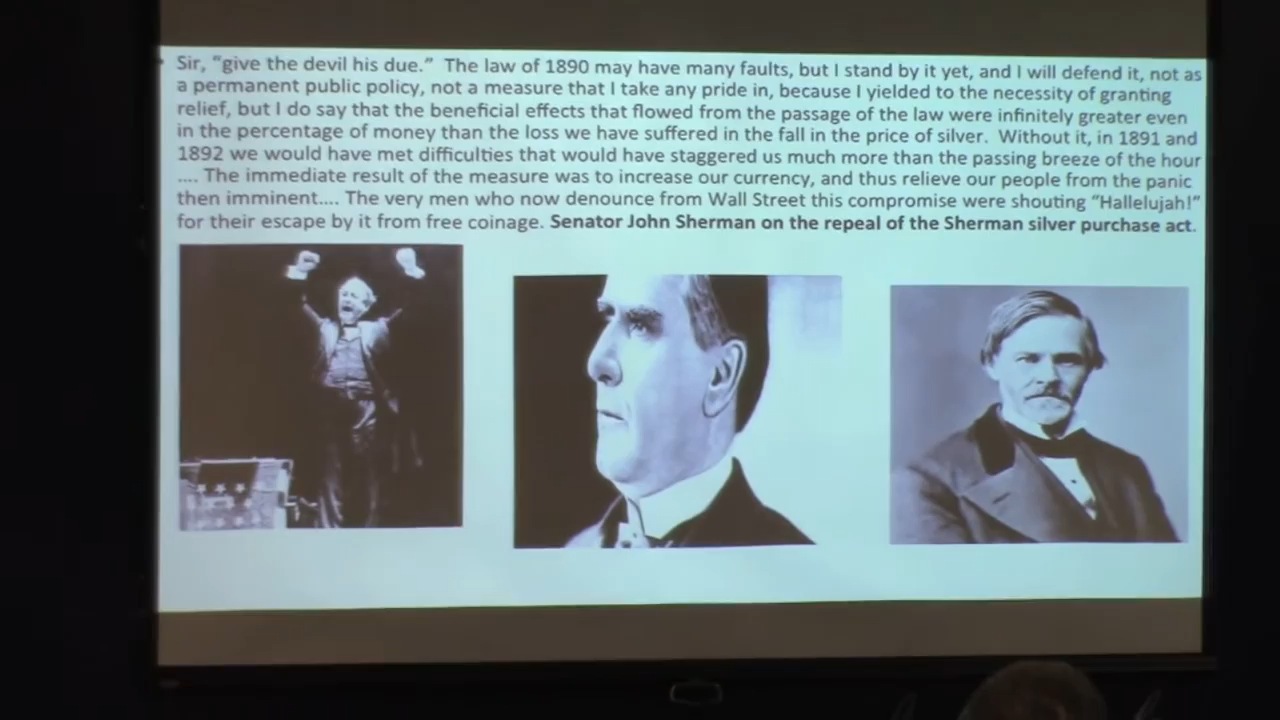 Sir, “give the devil his due.”  The law of 1890 may have many faults, but I stand by it yet, and I will defend it, not as
a permanent public policy, not a measure that I take any pride in, because I yielded to the necessity of granting
relief, but I do say that the beneficial effects that flowed from the passage of the law were infinitely greater even
in the percentage of money than the loss we have suffered in the fall in the price of silver.  Without it, in 1891 and
1892 we would have met difficulties that would have staggered us much more than the passing breeze of the hour
.... The immediate result of the measure was to increase our currency, and thus relieve our people from the panic
then imminent.... The very men who now denounce from Wall Street this compromise were shouting “Hallelujah!”
for their escape by it from free coinage. Senator John Sherman on the repeal of the Sherman silver purchase act.